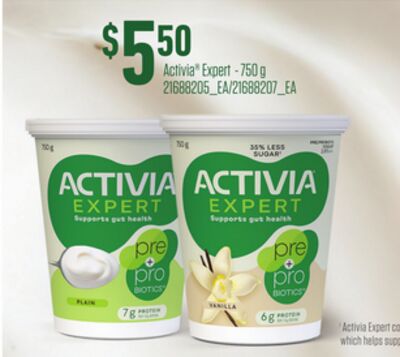 $5.50
Activia® Expert - 750 g
21688205_EA/21688207_EA
750 g
ACTIVIA
EXPERT
Supports gut health
pre
+
pro
BIOTICS
PLAIN
7g PROTEIN
750 g
35% LESS
SUGAR
ACTIVIA
EXPERT
Supports gut health
pre
+
pro
BIOTICS
VANILLA
6g PROTEIN
Activia Expert co
which helps supp